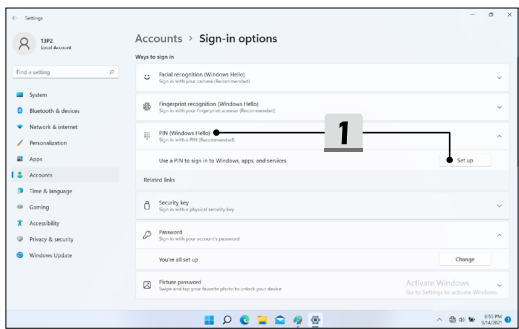 Settings
13P2
Local Account
Find a setting
System
Bluetooth & devices
Network & internet
Personalization
Apps
Accounts
Time & language
Gaming
Accessibility
Privacy & security
Windows Update
Accounts > Sign-in options
Ways to sign in
Facial recognition (Windows Hello)
Sign in with your camera (Recommended)
Fingerprint recognition (Windows Hello)
Sign in with your fingerprint scanner (Recommended)
PIN (Windows Hello)
Sign in with a PIN (Recommended)
1
Use a PIN to sign in to Windows, apps, and services
Set up
Related links
Security key
Sign in with a physical security key
Password
Sign in with your account's password
You're all set up
Change
Picture password
Swipe and tap your favorite photo to unlock your device
Activate Windows
Go to Settings to activate Windows.
3:55 PM
9/14/2021